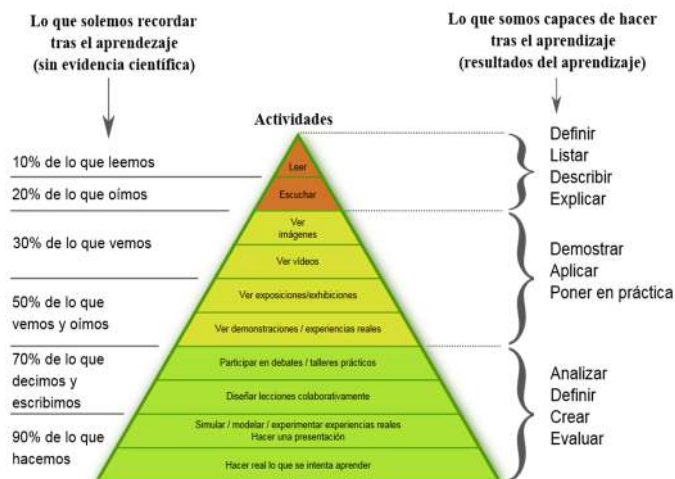 Lo que solemos recordar
tras el aprendezaje
(sin evidencia científica)
Lo que somos capaces de hacer
tras el aprendizaje
(resultados del aprendizaje)
Actividades
10% de lo que leemos
20% de lo que oímos
30% de lo que vemos
50% de lo que
vemos y oímos
70% de lo que
decimos y
escribimos
90% de lo que
hacemos
Leer
Escuchar
Ver
imágenes
Ver vídeos
Ver exposiciones/exhibiciones
Ver demonstraciones / experiencias reales
Participar en debates / talleres prácticos
Diseñar lecciones colaborativamente
Simular / modelar / experimentar experiencias reales
Hacer una presentación
Hacer real lo que se intenta aprender
Definir
Listar
Describir
Explicar
Demostrar
Aplicar
Poner en práctica
Analizar
Definir
Crear
Evaluar